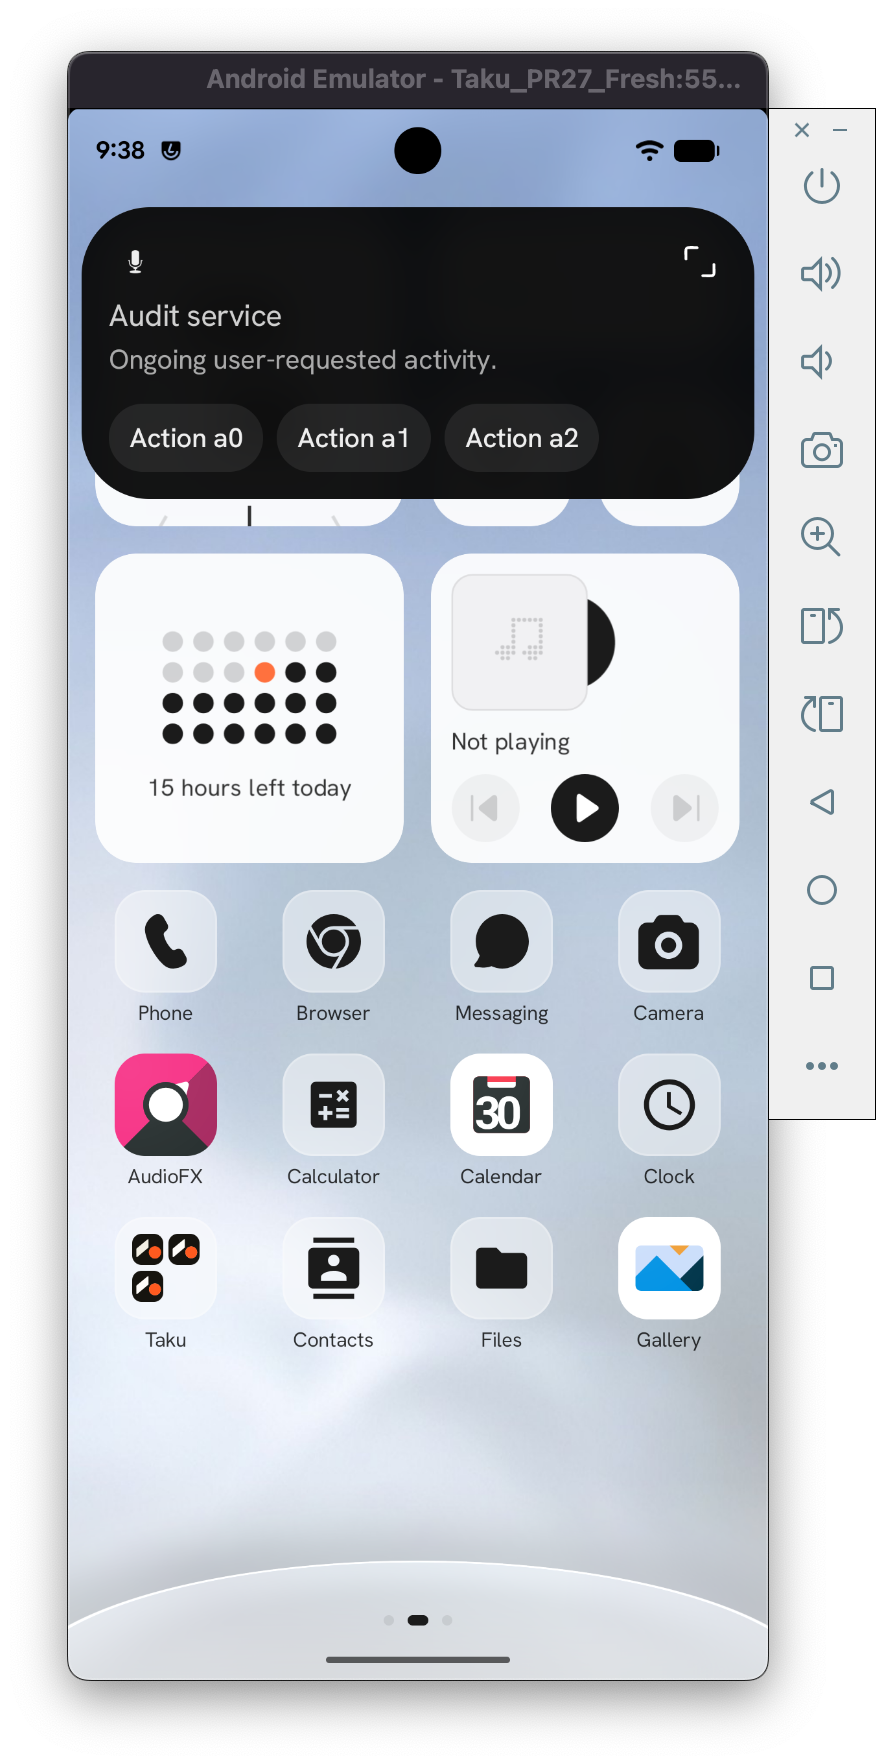 Android Emulator - Taku_PR27_Fresh:55...
9:38
Audit service
Ongoing user-requested activity.
Action a0 Action a1 Action a2
15 hours left today
Not playing
Phone Browser Messaging Camera
30
AudioFX Calculator Calendar Clock
Taku Contacts Files Gallery